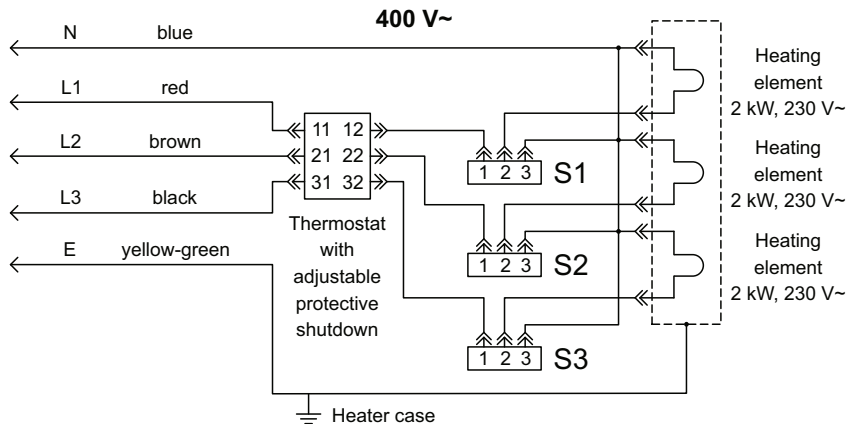 400 V~
N blue
L1 red
L2 brown
L3 black
E yellow-green
11 12
21 22
31 32
Thermostat
with
adjustable
protective
shutdown
1 2 3 S1
1 2 3 S2
1 2 3 S3
Heating
element
2 kW, 230 V~
Heating
element
2 kW, 230 V~
Heating
element
2 kW, 230 V~
Heater case